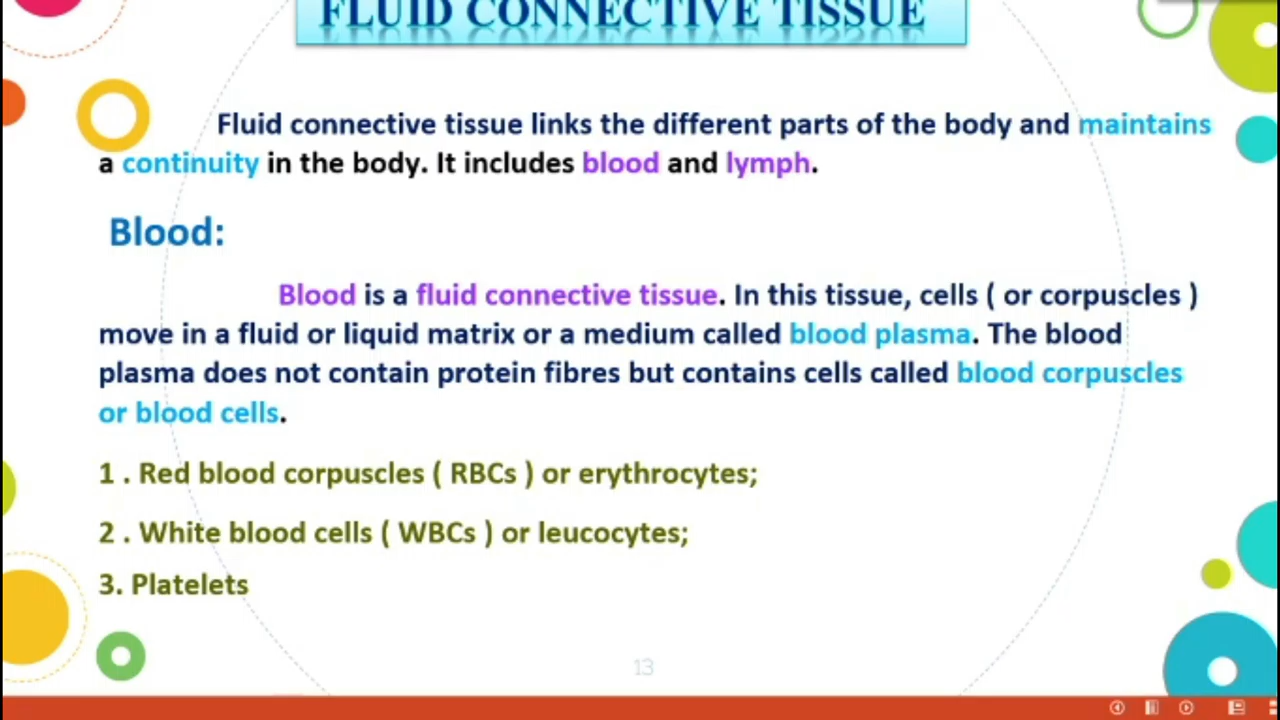 FLUID CONNECTIVE TISSUE
Fluid connective tissue links the different parts of the body and maintains
a continuity in the body. It includes blood and lymph.
Blood:
Blood is a fluid connective tissue. In this tissue, cells ( or corpuscles )
move in a fluid or liquid matrix or a medium called blood plasma. The blood
plasma does not contain protein fibres but contains cells called blood corpuscles
or blood cells.
1 . Red blood corpuscles ( RBCs ) or erythrocytes;
2 . White blood cells ( WBCs ) or leucocytes;
3. Platelets
13